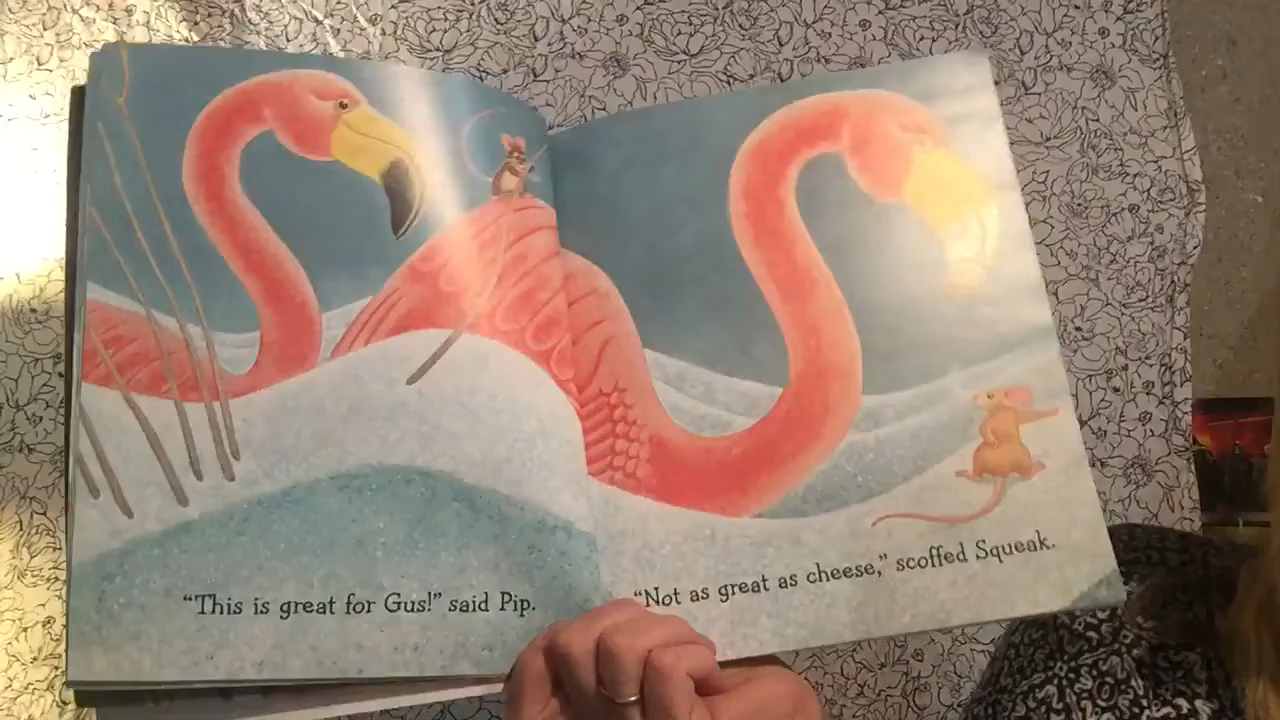 "This is great for Gus!" said Pip.
"Not as great as cheese," scoffed Squeak.